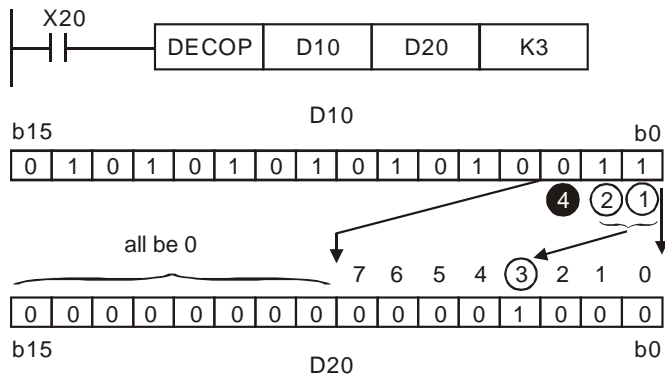 X20
DECOP D10 D20 K3
D10
b15 b0
0 1 0 1 0 1 0 1 0 1 0 1 0 0 1 1
4 2 1
all be 0
7 6 5 4 3 2 1 0
0 0 0 0 0 0 0 0 0 0 0 0 1 0 0 0
b15 b0
D20